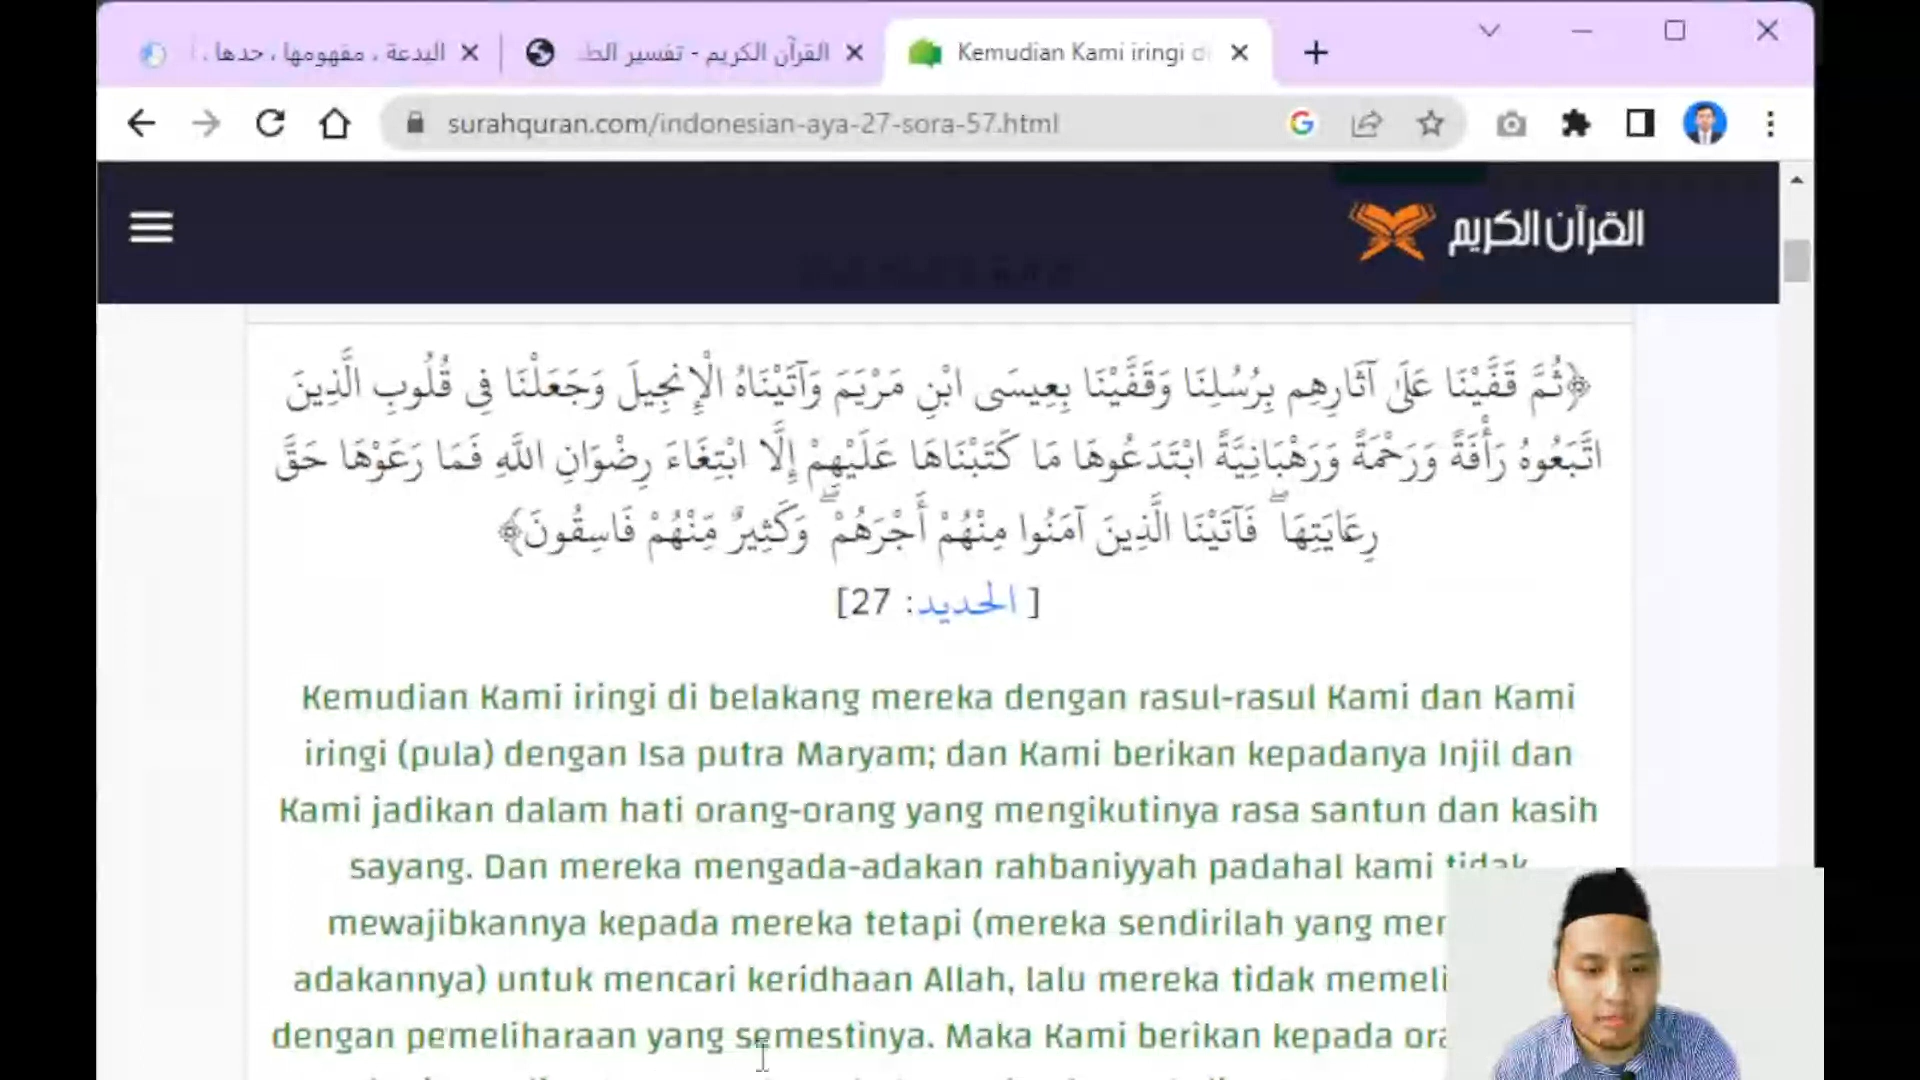 البدعة ، مفهومها ، حدها ،
القرآن الكريم - تفسير الط
Kemudian Kami iringi di
surahquran.com/indonesian-aya-27-sora-57.html
القرآن الكريم
﴿ثُمَّ قَفَّيْنَا عَلَىٰ آثَارِهِم بِرُسُلِنَا وَقَفَّيْنَا بِعِيسَى ابْنِ مَرْيَمَ وَآتَيْنَاهُ الْإِنجِيلَ وَجَعَلْنَا فِي قُلُوبِ الَّذِينَ
اتَّبَعُوهُ رَأْفَةً وَرَحْمَةً وَرَهْبَانِيَّةً ابْتَدَعُوهَا مَا كَتَبْنَاهَا عَلَيْهِمْ إِلَّا ابْتِغَاءَ رِضْوَانِ اللَّهِ فَمَا رَعَوْهَا حَقَّ
رِعَايَتِهَا ۖ فَآتَيْنَا الَّذِينَ آمَنُوا مِنْهُمْ أَجْرَهُمْ ۖ وَكَثِيرٌ مِّنْهُمْ فَاسِقُونَ﴾
[ الحديد: 27]
Kemudian Kami iringi di belakang mereka dengan rasul-rasul Kami dan Kami
iringi (pula) dengan Isa putra Maryam; dan Kami berikan kepadanya Injil dan
Kami jadikan dalam hati orang-orang yang mengikutinya rasa santun dan kasih
sayang. Dan mereka mengada-adakan rahbaniyyah padahal kami tidak
mewajibkannya kepada mereka tetapi (mereka sendirilah yang
adakannya) untuk mencari keridhaan Allah, lalu mereka tidak
dengan pemeliharaan yang semestinya. Maka Kami berikan kepada